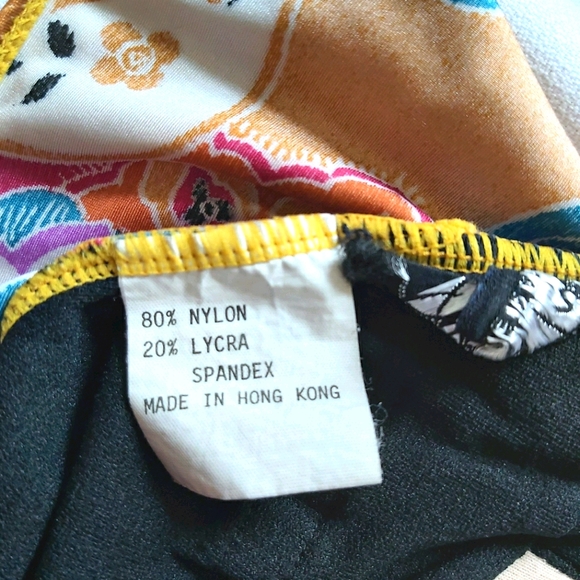 80% NYLON
20% LYCRA
SPANDEX
MADE IN HONG KONG